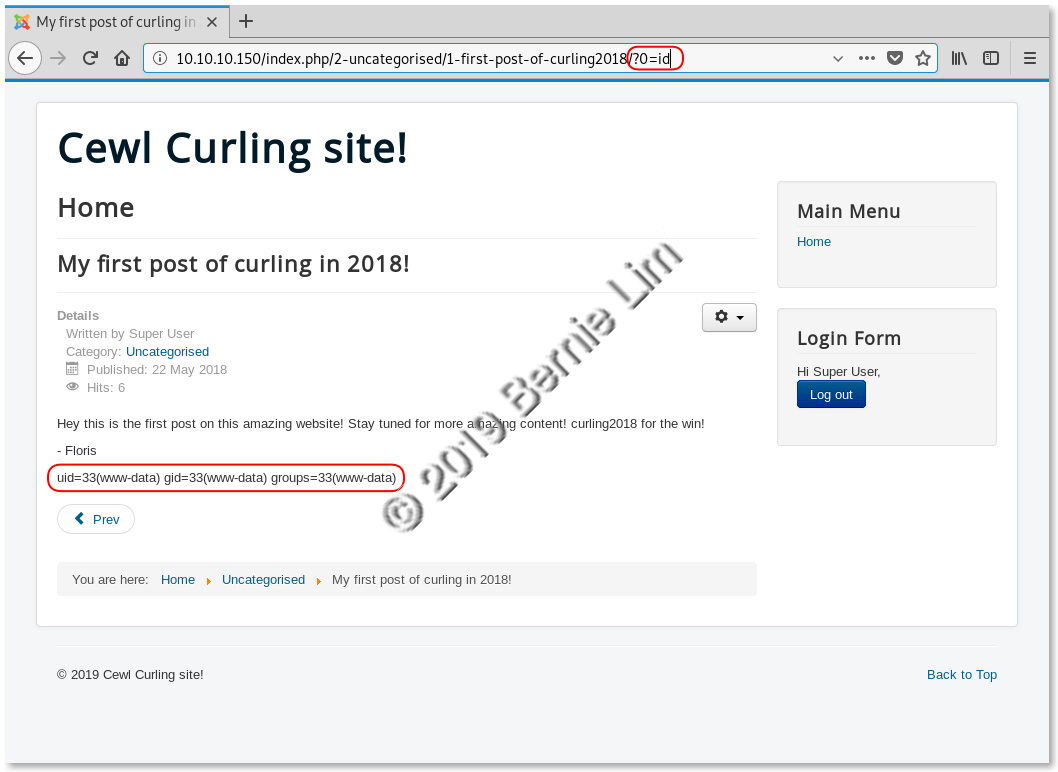 My first post of curling in
10.10.10.150/index.php/2-uncategorised/1-first-post-of-curling2018/?0=id
Cewl Curling site!
Home
My first post of curling in 2018!
Details
Written by Super User
Category: Uncategorised
Published: 22 May 2018
Hits: 6
Hey this is the first post on this amazing website! Stay tuned for more amazing content! curling2018 for the win!
- Floris
uid=33(www-data) gid=33(www-data) groups=33(www-data)
Prev
You are here: Home Uncategorised My first post of curling in 2018!
Main Menu
Home
Login Form
Hi Super User,
Log out
© 2019 Cewl Curling site!
Back to Top
© 2019 Bernie Lim